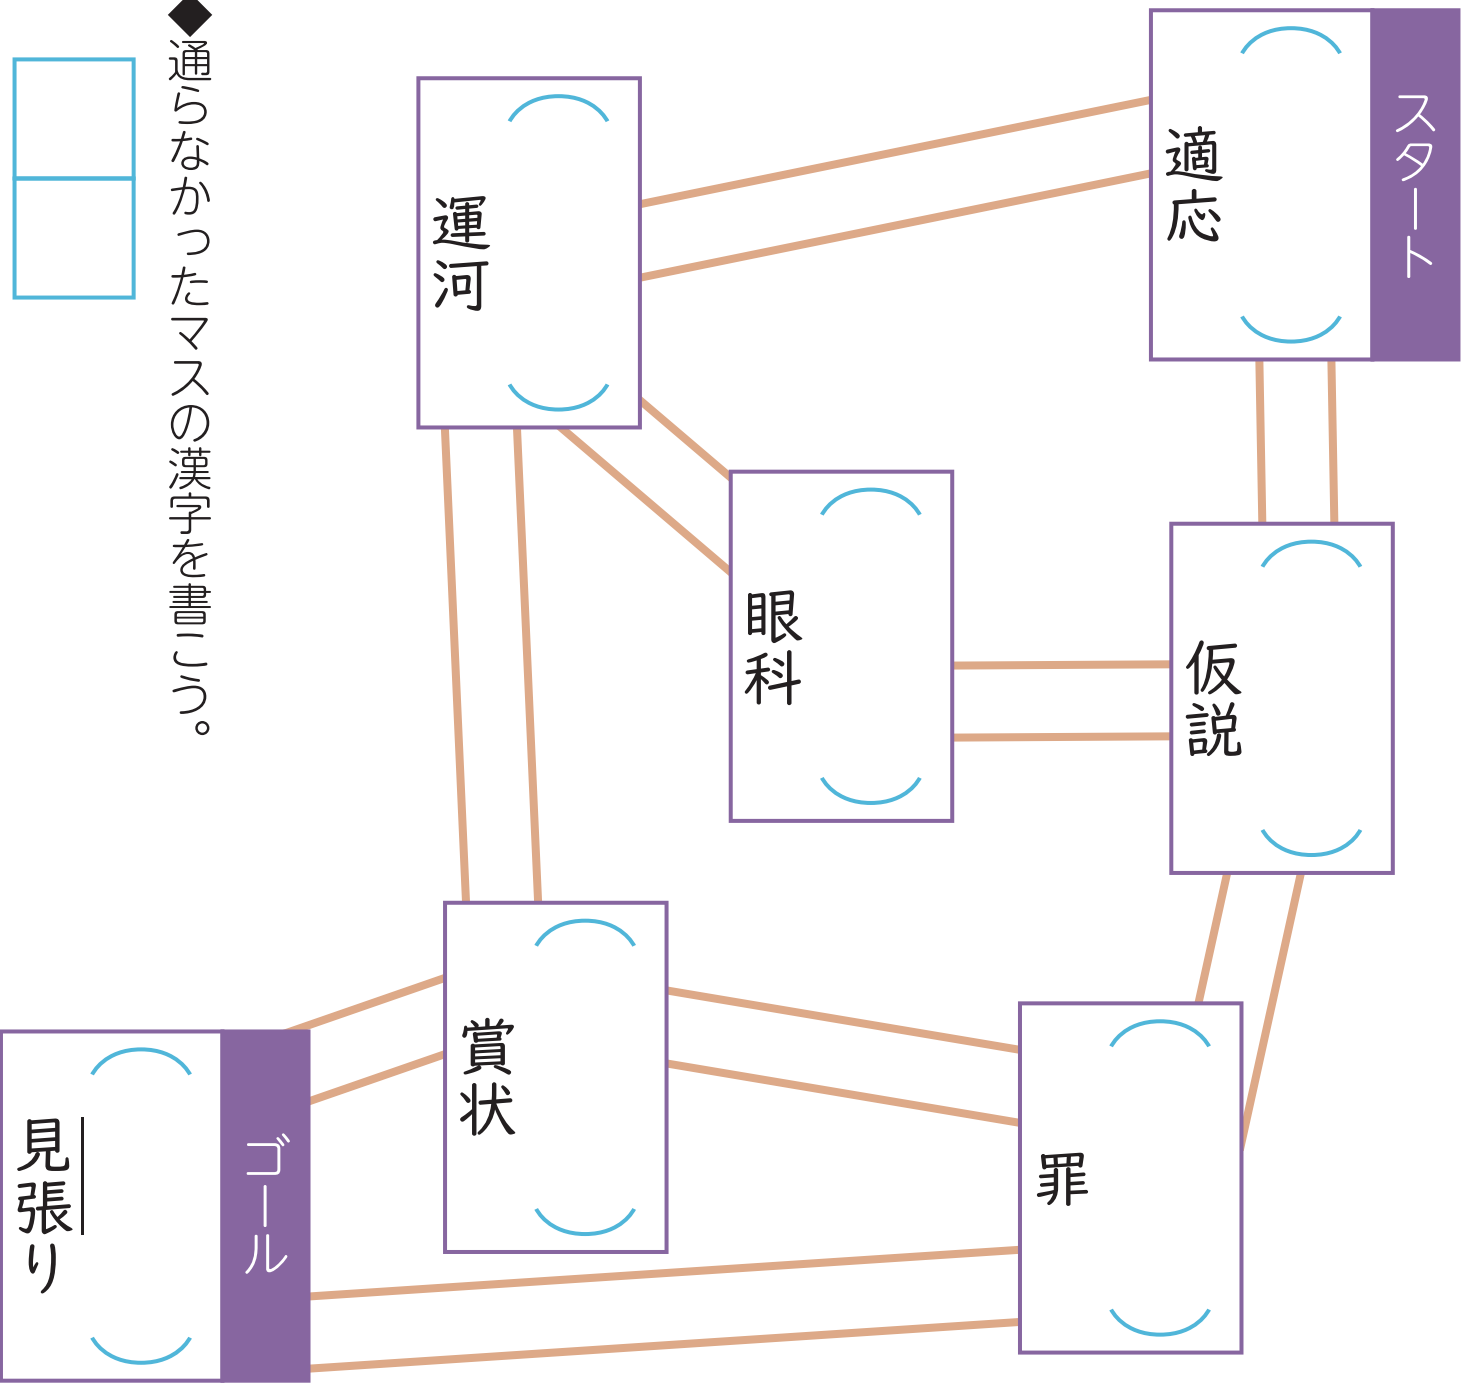 スタート
適応
仮説
罪
眼科
運河
賞状
ゴール
見張り
◆通らなかったマスの漢字を書こう。